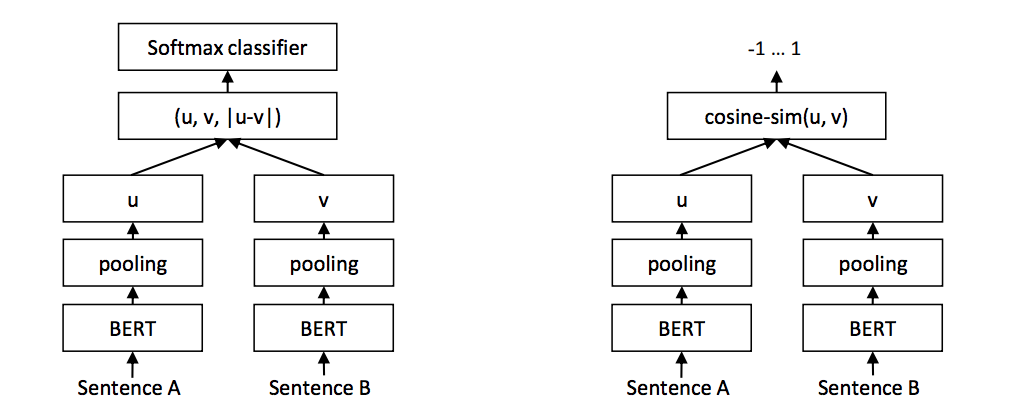 Softmax classifier
(u, v, |u-v|)
u
v
pooling
pooling
BERT
BERT
Sentence A
Sentence B
-1 … 1
cosine-sim(u, v)
u
v
pooling
pooling
BERT
BERT
Sentence A
Sentence B